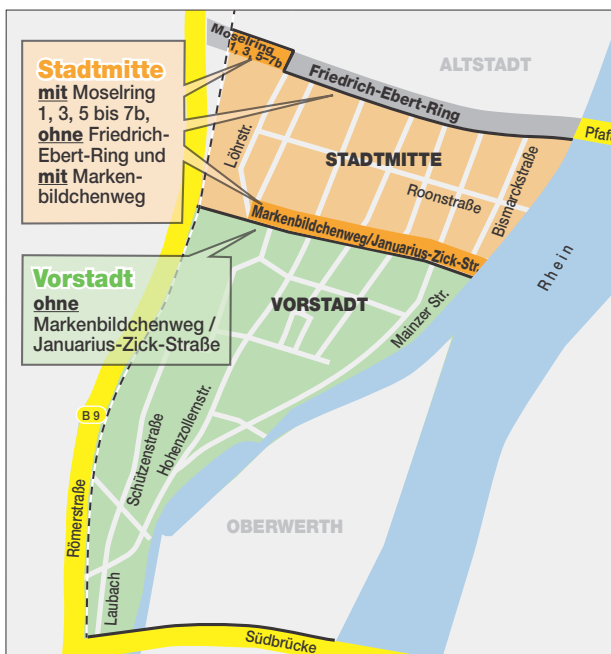 Moselring
1, 3, 5–7b
ALTSTADT
Stadtmitte
mit Moselring
1, 3, 5 bis 7b,
ohne Friedrich-
Ebert-Ring und
mit Marken-
bildchenweg
Friedrich-Ebert-Ring
Löhrstr.
STADTMITTE
Roonstraße
Bismarckstraße
Markenbildchenweg/Januarius-Zick-Str.
Rhein
Vorstadt
ohne
Markenbildchenweg /
Januarius-Zick-Straße
VORSTADT
Mainzer Str.
B 9
Schützenstraße
Hohenzollernstr.
Römerstraße
OBERWERTH
Laubach
Südbrücke